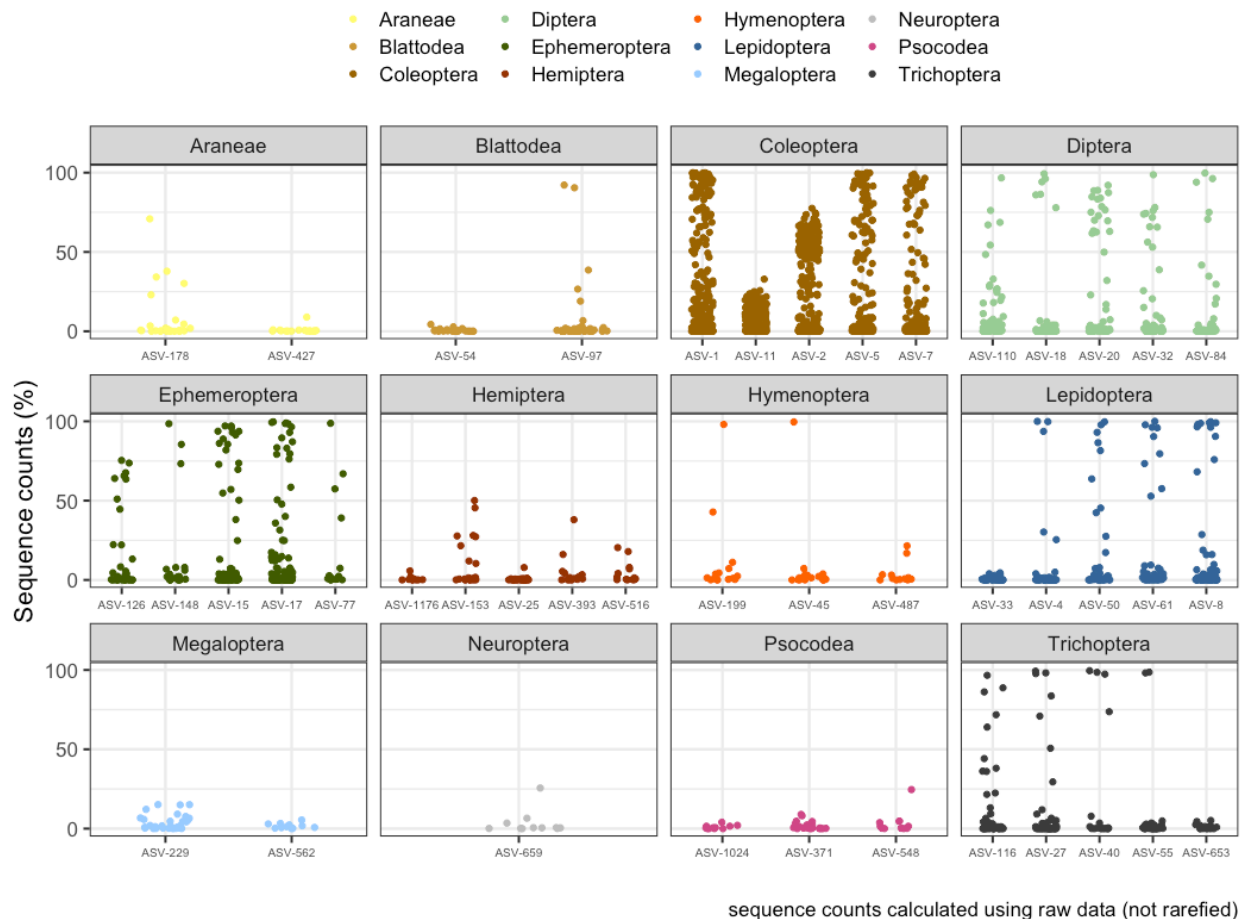 Araneae Diptera Hymenoptera Neuroptera
Blattodea Ephemeroptera Lepidoptera Psocodea
Coleoptera Hemiptera Megaloptera Trichoptera
Araneae Blattodea Coleoptera Diptera
100
50
0
ASV-178 ASV-427 ASV-54 ASV-97 ASV-1 ASV-11 ASV-2 ASV-5 ASV-7 ASV-110 ASV-18 ASV-20 ASV-32 ASV-84
Sequence counts (%)
Ephemeroptera Hemiptera Hymenoptera Lepidoptera
100
50
0
ASV-126 ASV-148 ASV-15 ASV-17 ASV-77 ASV-1176 ASV-153 ASV-25 ASV-393 ASV-516 ASV-199 ASV-45 ASV-487 ASV-33 ASV-4 ASV-50 ASV-61 ASV-8
Megaloptera Neuroptera Psocodea Trichoptera
100
50
0
ASV-229 ASV-562 ASV-659 ASV-1024 ASV-371 ASV-548 ASV-116 ASV-27 ASV-40 ASV-55 ASV-653
sequence counts calculated using raw data (not rarefied)